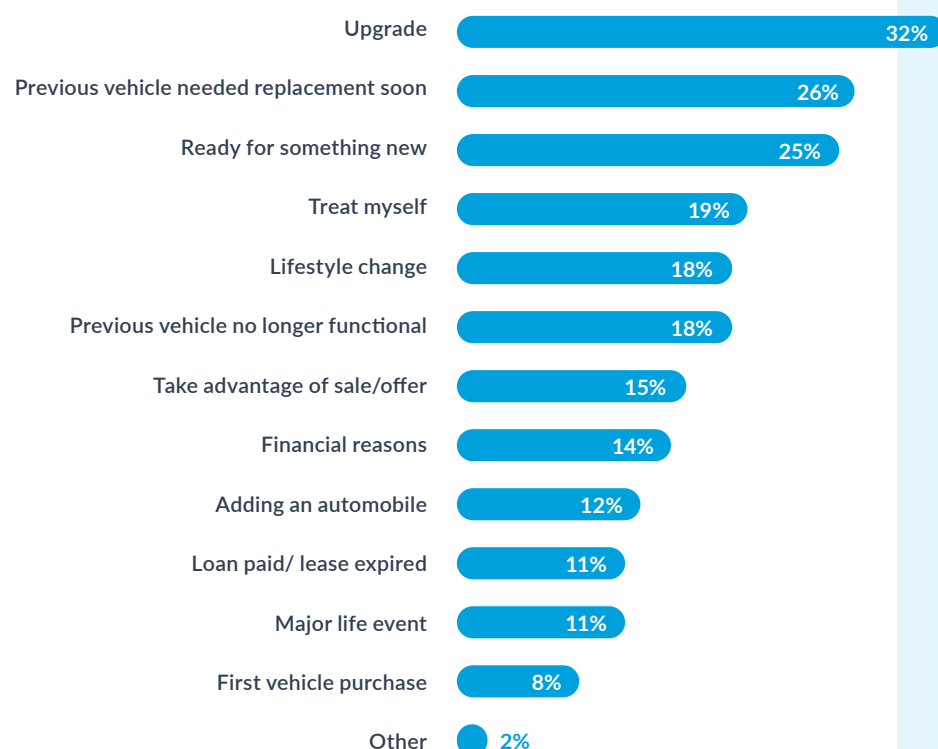 Upgrade 32%
Previous vehicle needed replacement soon 26%
Ready for something new 25%
Treat myself 19%
Lifestyle change 18%
Previous vehicle no longer functional 18%
Take advantage of sale/offer 15%
Financial reasons 14%
Adding an automobile 12%
Loan paid/ lease expired 11%
Major life event 11%
First vehicle purchase 8%
Other 2%